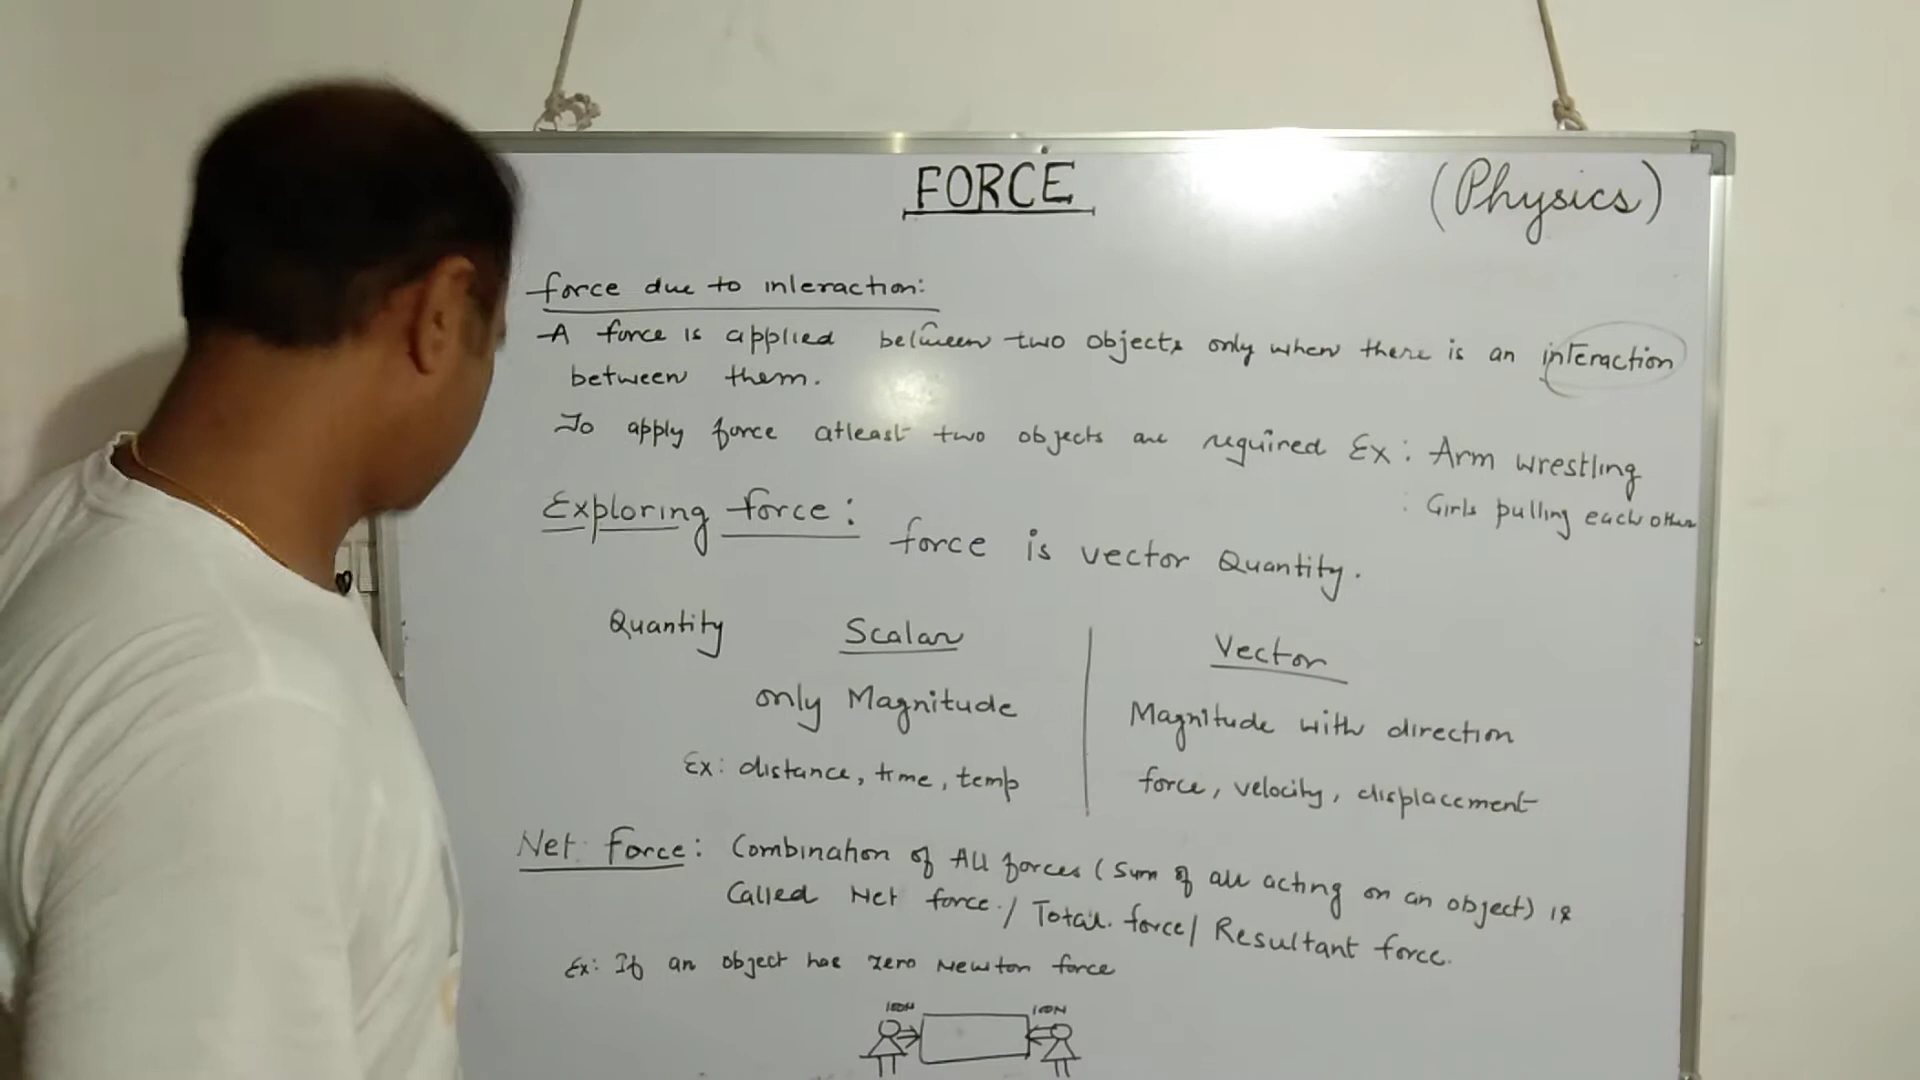 FORCE
(Physics)
force due to interaction:
A force is applied between two objects only when there is an interaction
between them.
To apply force atleast two objects are required Ex: Arm wrestling
: Girls pulling each other
Exploring force: force is vector Quantity.
Quantity Scalar Vector
only Magnitude Magnitude with direction
Ex: distance, time, temp force, velocity, displacement
Net force: Combination of All forces (Sum of all acting on an object) is
Called Net force./ Total. force/ Resultant force.
Ex: If an object has zero Newton force
100N 100N